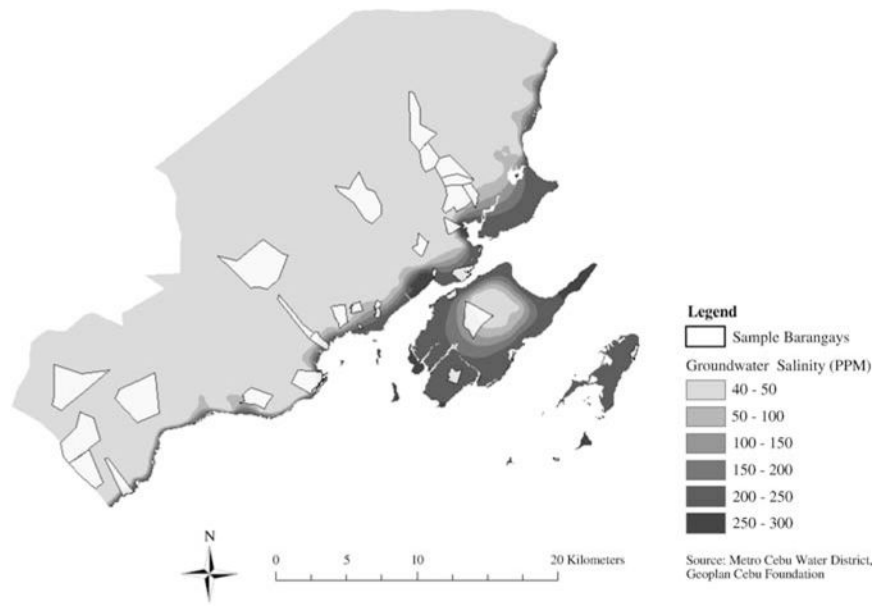 Legend
Sample Barangays
Groundwater Salinity (PPM)
40 - 50
50 - 100
100 - 150
150 - 200
200 - 250
250 - 300
N
0 5 10 20 Kilometers
Source: Metro Cebu Water District,
Geoplan Cebu Foundation